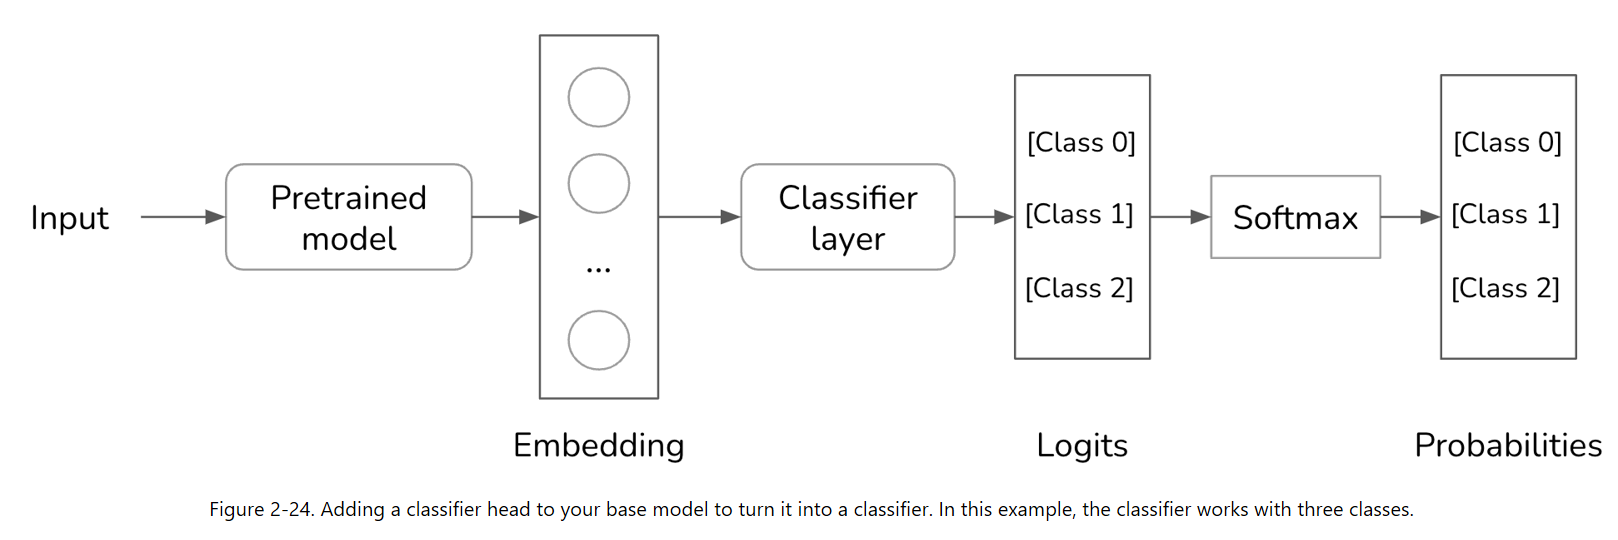 Input
Pretrained
model
...
Embedding
Classifier
layer
[Class 0]
[Class 1]
[Class 2]
Logits
Softmax
[Class 0]
[Class 1]
[Class 2]
Probabilities
Figure 2-24. Adding a classifier head to your base model to turn it into a classifier. In this example, the classifier works with three classes.